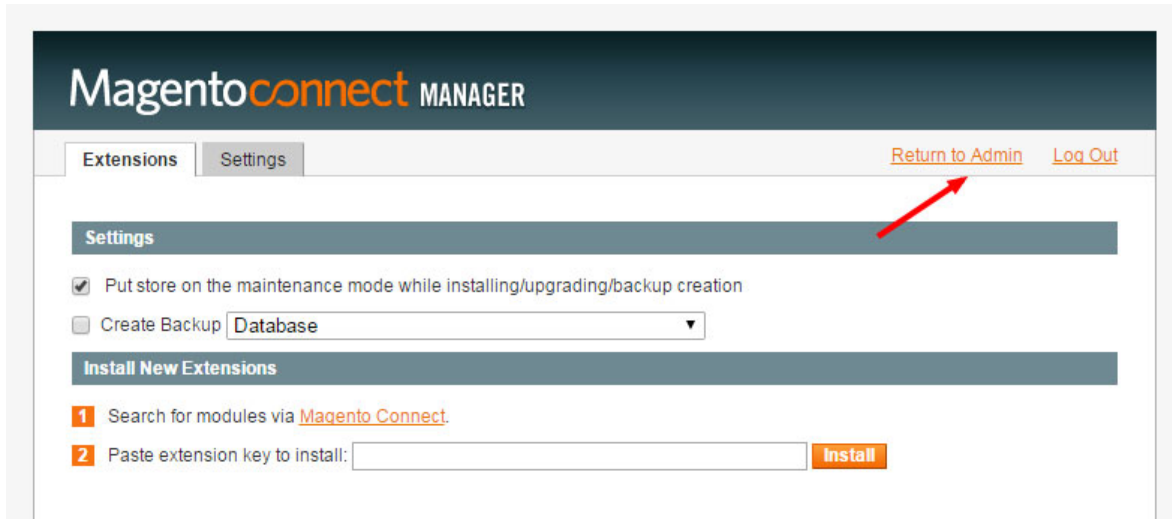 Magentoconnect MANAGER
Extensions Settings Return to Admin Log Out
Settings
Put store on the maintenance mode while installing/upgrading/backup creation
Create Backup Database
Install New Extensions
1 Search for modules via Magento Connect.
2 Paste extension key to install: Install